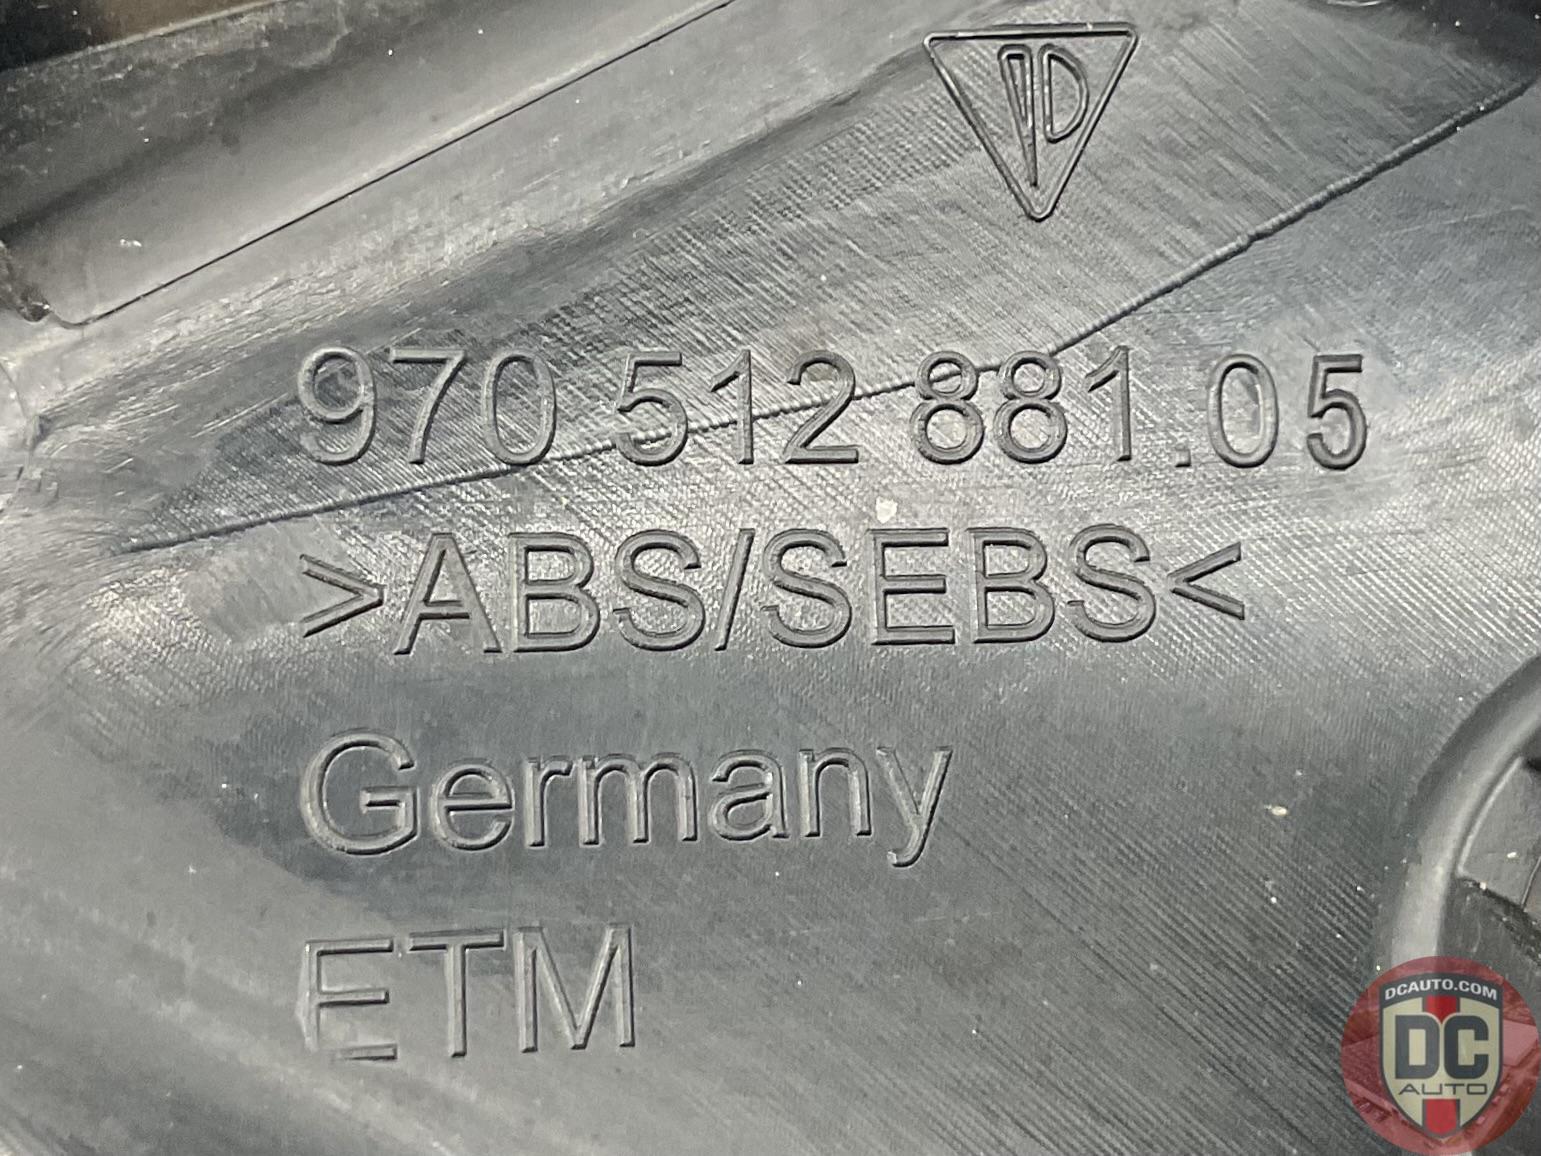 970 512 881.05
>ABS/SEBS<
Germany
ETM
DCAUTO.COM
DC
AUTO